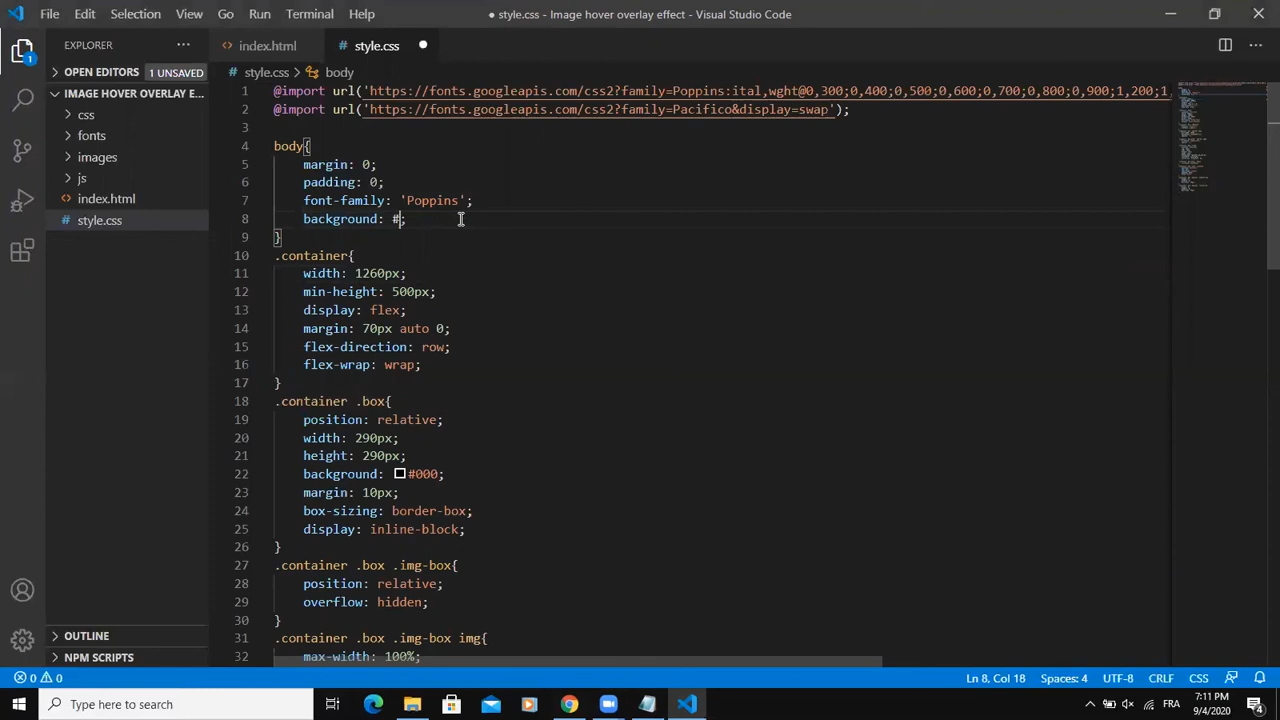 File Edit Selection View Go Run Terminal Help
● style.css - Image hover overlay effect - Visual Studio Code
EXPLORER
OPEN EDITORS 1 UNSAVED
IMAGE HOVER OVERLAY E...
css
fonts
images
js
index.html
style.css
OUTLINE
NPM SCRIPTS
1
index.html style.css
style.css > body
1 @import url('https://fonts.googleapis.com/css2?family=Poppins:ital,wght@0,300;0,400;0,500;0,600;0,700;0,800;0,900;1,200;1,
2 @import url('https://fonts.googleapis.com/css2?family=Pacifico&display=swap');
3
4 body{
5 margin: 0;
6 padding: 0;
7 font-family: 'Poppins';
8 background: #;
9 }
10 .container{
11 width: 1260px;
12 min-height: 500px;
13 display: flex;
14 margin: 70px auto 0;
15 flex-direction: row;
16 flex-wrap: wrap;
17 }
18 .container .box{
19 position: relative;
20 width: 290px;
21 height: 290px;
22 background: #000;
23 margin: 10px;
24 box-sizing: border-box;
25 display: inline-block;
26 }
27 .container .box .img-box{
28 position: relative;
29 overflow: hidden;
30 }
31 .container .box .img-box img{
32 max-width: 100%;
0 0 Ln 8, Col 18 Spaces: 4 UTF-8 CRLF CSS
Type here to search
FRA
7:11 PM
9/4/2020
4